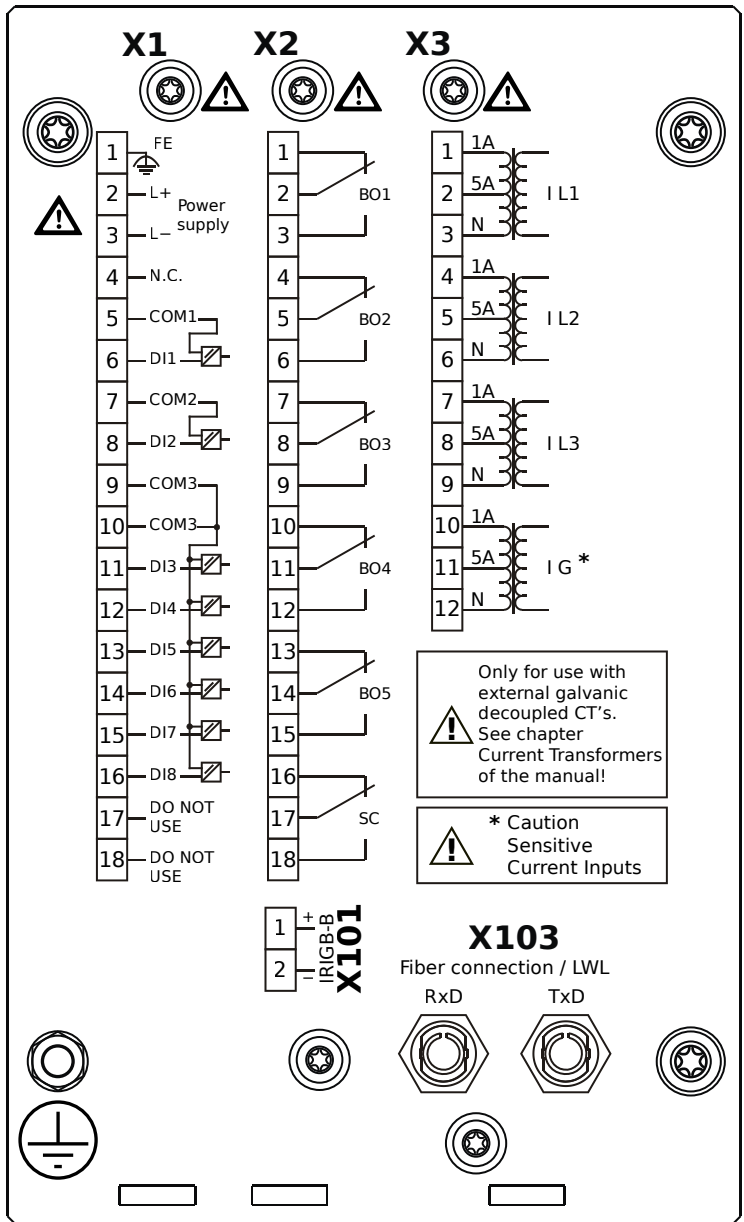 X1 X2 X3
1 FE
2 L+
Power
supply
3 L−
4 N.C.
5 COM1
6 DI1
7 COM2
8 DI2
9 COM3
10 COM3
11 DI3
12 DI4
13 DI5
14 DI6
15 DI7
16 DI8
17 DO NOT
USE
18 DO NOT
USE
1
2 BO1
3
4
5 BO2
6
7
8 BO3
9
10
11 BO4
12
13
14 BO5
15
16
17 SC
18
1 1A
2 5A I L1
3 N
4 1A
5 5A I L2
6 N
7 1A
8 5A I L3
9 N
10 1A
11 5A I G *
12 N
!
!
!
!
Only for use with
external galvanic
decoupled CT's.
See chapter
Current Transformers
of the manual!
!
* Caution
Sensitive
Current Inputs
!
1 +
2 −
IRIGB-B
X101
X103
Fiber connection / LWL
RxD TxD